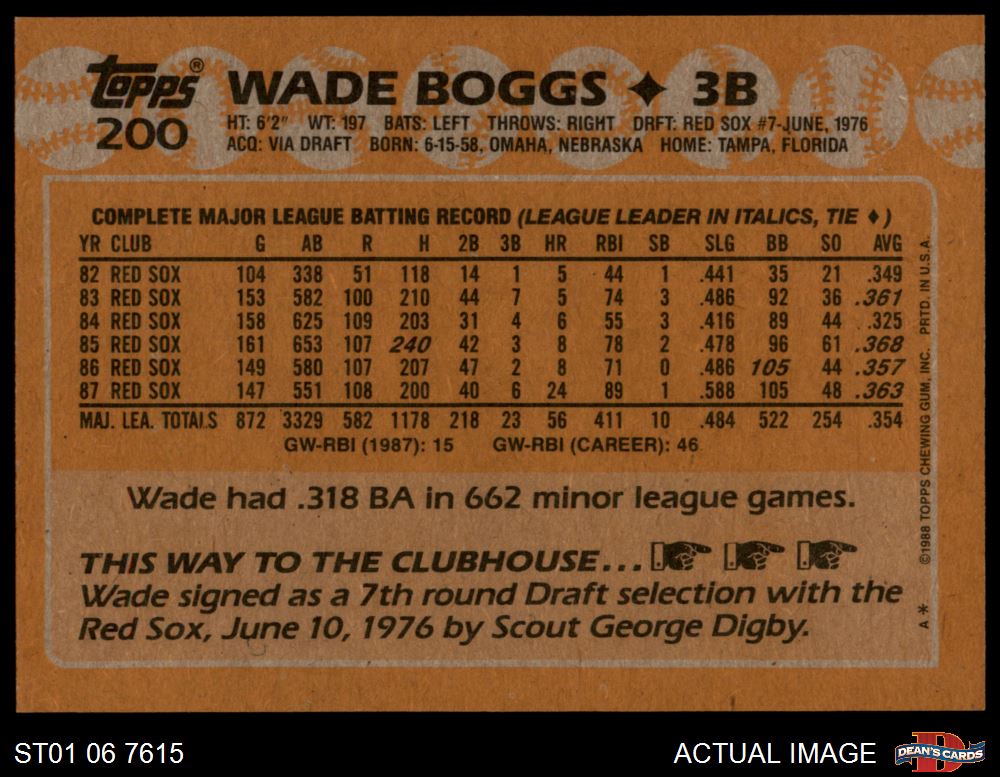 topps® WADE BOGGS ♦ 3B
200 HT: 6'2" WT: 197 BATS: LEFT THROWS: RIGHT DRFT: RED SOX #7-JUNE, 1976
ACQ: VIA DRAFT BORN: 6-15-58, OMAHA, NEBRASKA HOME: TAMPA, FLORIDA
COMPLETE MAJOR LEAGUE BATTING RECORD (LEAGUE LEADER IN ITALICS, TIE ♦)
YR CLUB G AB R H 2B 3B HR RBI SB SLG BB SO AVG
82 RED SOX 104 338 51 118 14 1 5 44 1 .441 35 21 .349
83 RED SOX 153 582 100 210 44 7 5 74 3 .486 92 36 .361
84 RED SOX 158 625 109 203 31 4 6 55 3 .416 89 44 .325
85 RED SOX 161 653 107 240 42 3 8 78 2 .478 96 61 .368
86 RED SOX 149 580 107 207 47 2 8 71 0 .486 105 44 .357
87 RED SOX 147 551 108 200 40 6 24 89 1 .588 105 48 .363
MAJ. LEA. TOTALS 872 3329 582 1178 218 23 56 411 10 .484 522 254 .354
GW-RBI (1987): 15 GW-RBI (CAREER): 46
Wade had .318 BA in 662 minor league games.
THIS WAY TO THE CLUBHOUSE...
Wade signed as a 7th round Draft selection with the
Red Sox, June 10, 1976 by Scout George Digby.
©1988 TOPPS CHEWING GUM, INC. PRTD. IN U.S.A.
A*
ST01 06 7615
ACTUAL IMAGE
D
DEAN'S CARDS